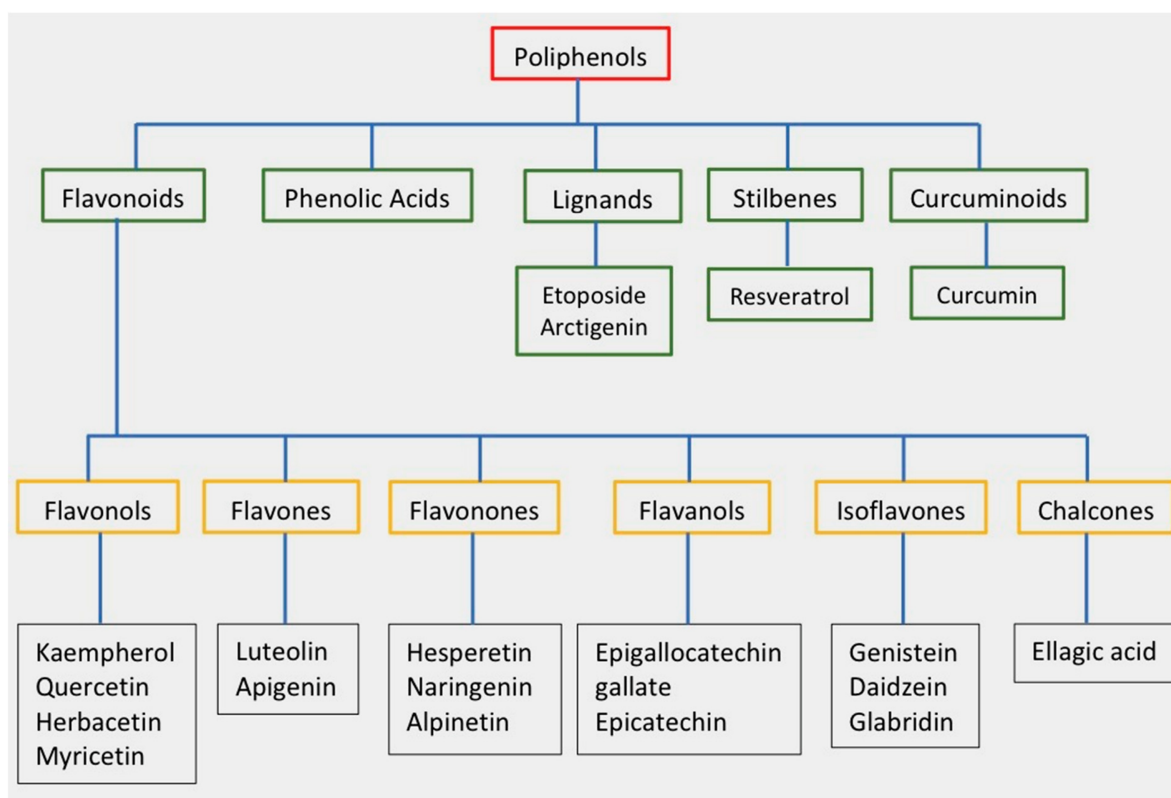 Poliphenols
Flavonoids
Phenolic Acids
Lignands
Stilbenes
Curcuminoids
Etoposide
Arctigenin
Resveratrol
Curcumin
Flavonols
Flavones
Flavonones
Flavanols
Isoflavones
Chalcones
Kaempherol
Quercetin
Herbacetin
Myricetin
Luteolin
Apigenin
Hesperetin
Naringenin
Alpinetin
Epigallocatechin
gallate
Epicatechin
Genistein
Daidzein
Glabridin
Ellagic acid